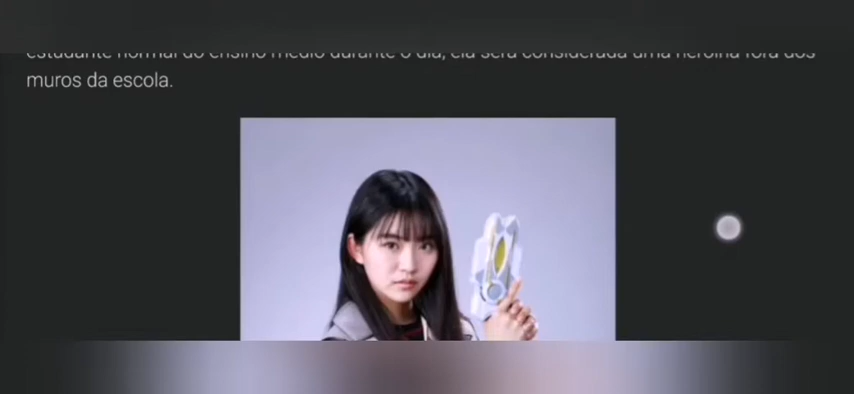 estudante normal do ensino médio durante o dia, ela será considerada uma heroína fora dos
muros da escola.